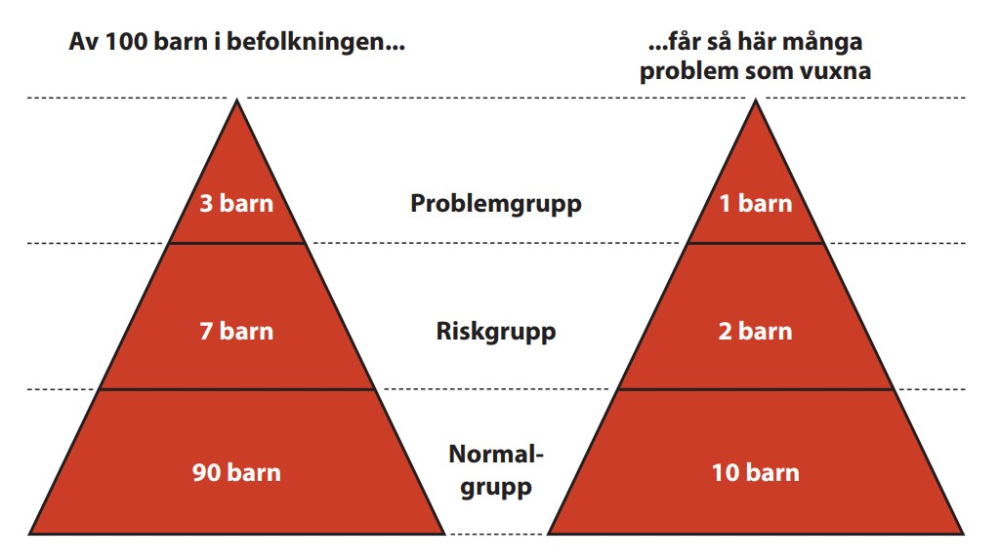 Av 100 barn i befolkningen...
...får så här många
problem som vuxna
3 barn
Problemgrupp
1 barn
7 barn
Riskgrupp
2 barn
90 barn
Normal-
grupp
10 barn